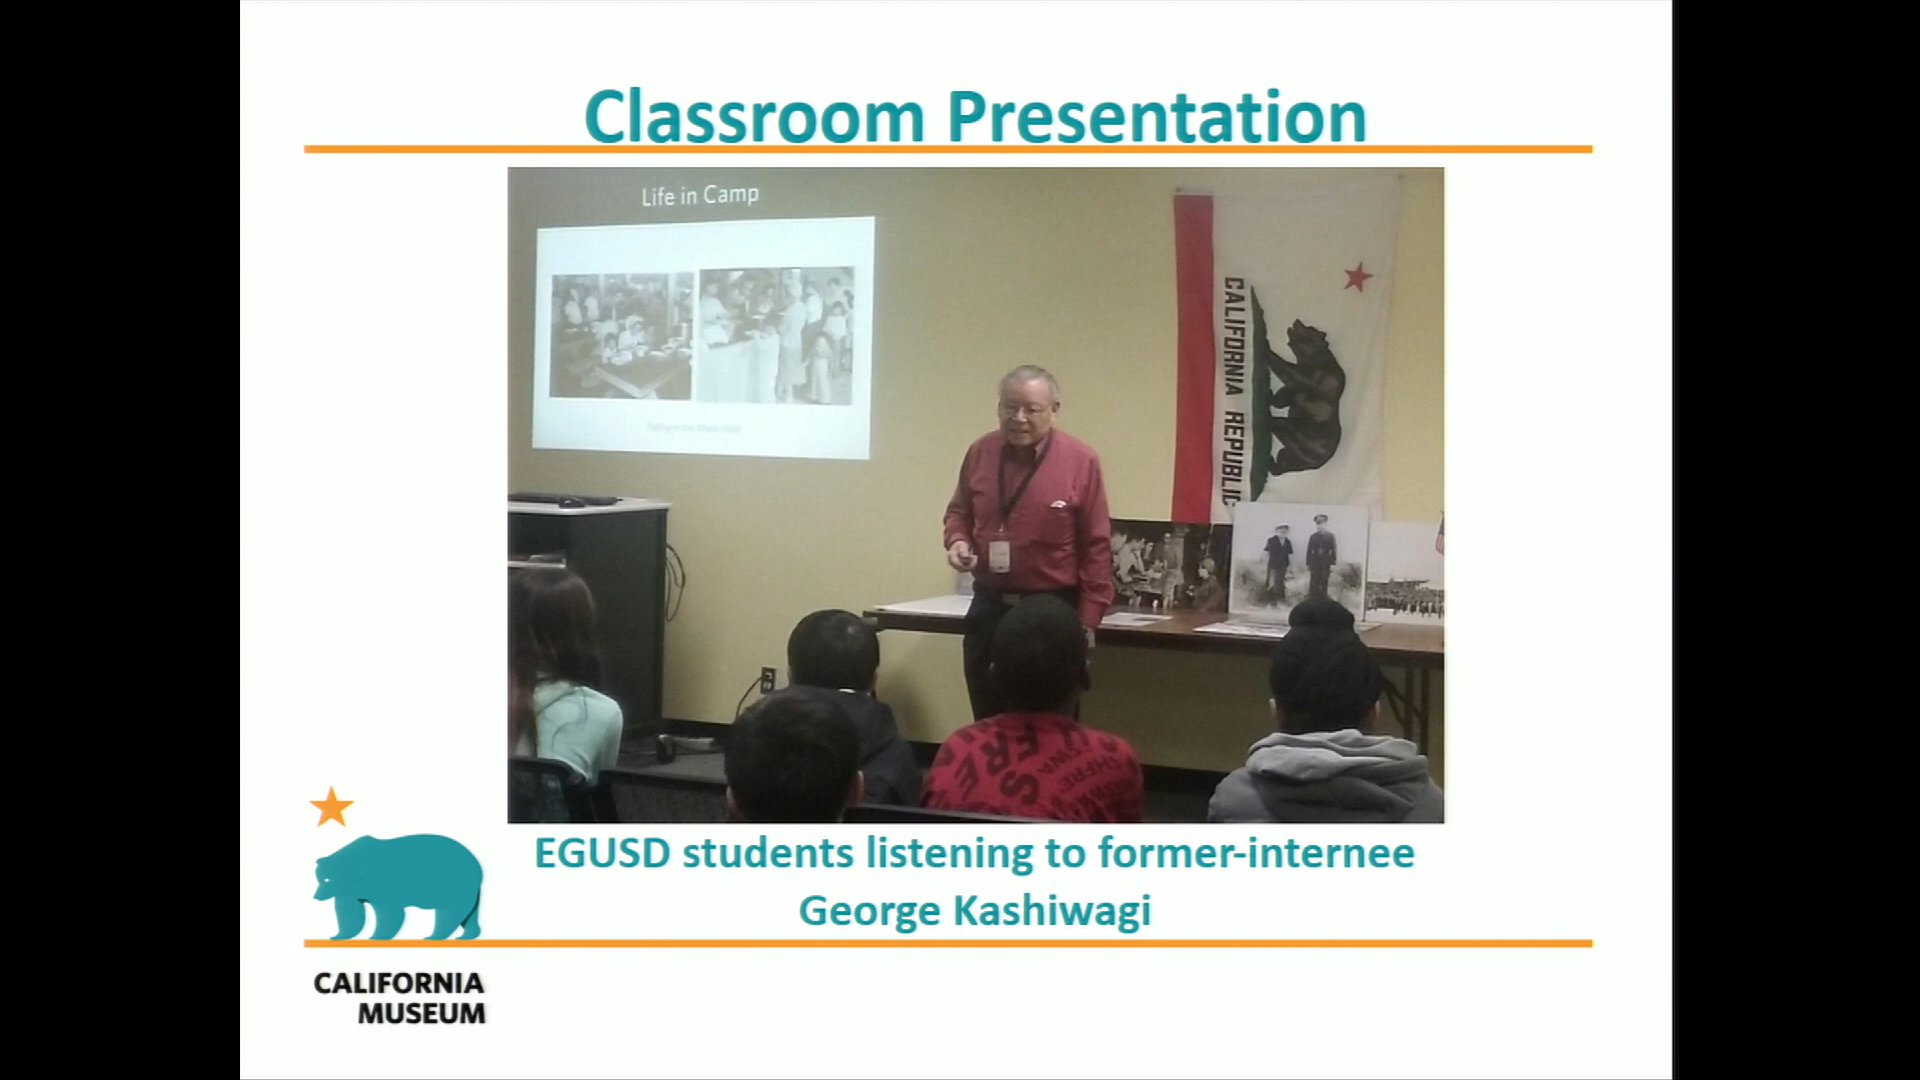 Classroom Presentation
Life in Camp
CALIFORNIA REPUBLIC
EGUSD students listening to former-internee
George Kashiwagi
CALIFORNIA
MUSEUM